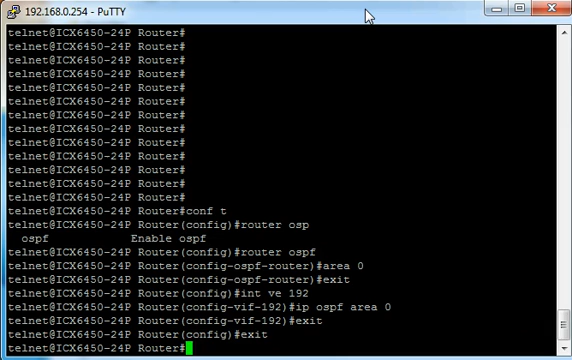 192.168.0.254 - PuTTY
telnet@ICX6450-24P Router#
telnet@ICX6450-24P Router#
telnet@ICX6450-24P Router#
telnet@ICX6450-24P Router#
telnet@ICX6450-24P Router#
telnet@ICX6450-24P Router#
telnet@ICX6450-24P Router#
telnet@ICX6450-24P Router#
telnet@ICX6450-24P Router#
telnet@ICX6450-24P Router#
telnet@ICX6450-24P Router#
telnet@ICX6450-24P Router#
telnet@ICX6450-24P Router#
telnet@ICX6450-24P Router#conf t
telnet@ICX6450-24P Router(config)#router osp
ospf Enable ospf
telnet@ICX6450-24P Router(config)#router ospf
telnet@ICX6450-24P Router(config-ospf-router)#area 0
telnet@ICX6450-24P Router(config-ospf-router)#exit
telnet@ICX6450-24P Router(config)#int ve 192
telnet@ICX6450-24P Router(config-vif-192)#ip ospf area 0
telnet@ICX6450-24P Router(config-vif-192)#exit
telnet@ICX6450-24P Router(config)#exit
telnet@ICX6450-24P Router#